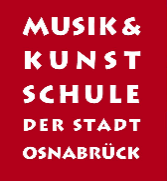 MUSIK&
KUNST
SCHULE
DER STADT
OSNABRÜCK